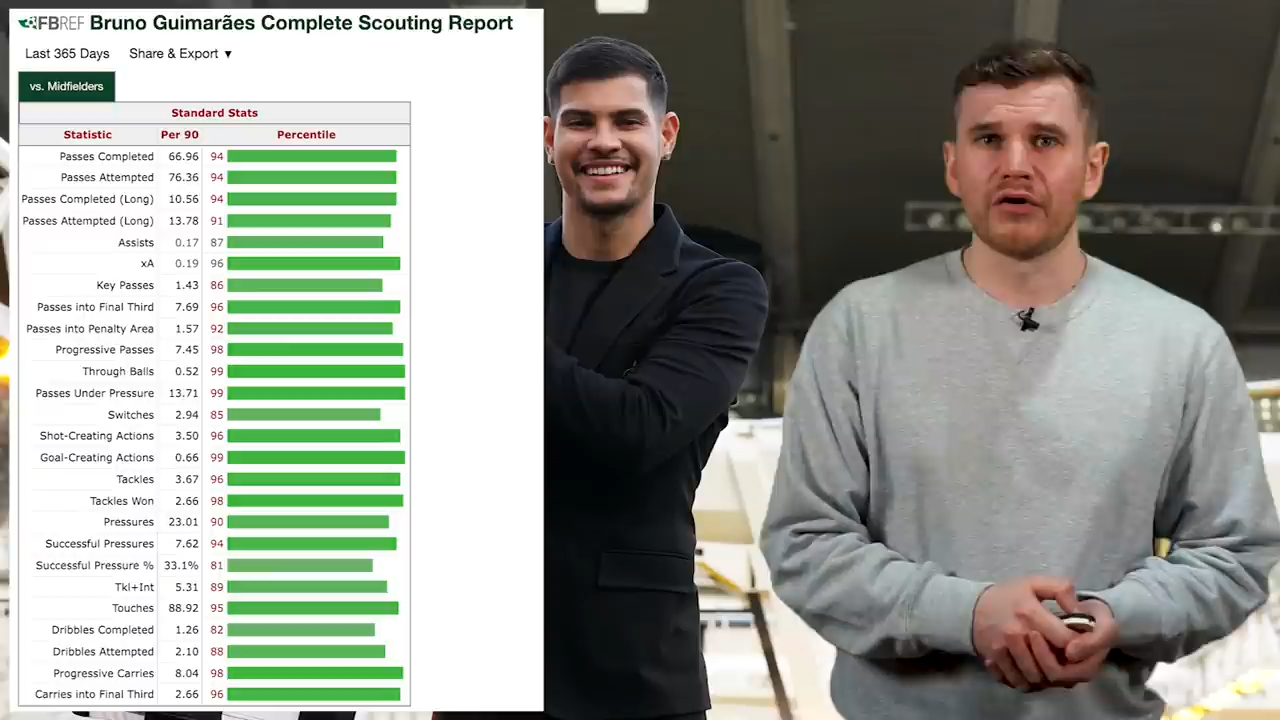 FBREF Bruno Guimarães Complete Scouting Report
Last 365 Days Share & Export ▼
vs. Midfielders
Standard Stats
Statistic Per 90 Percentile
Passes Completed 66.96 94
Passes Attempted 76.36 94
Passes Completed (Long) 10.56 94
Passes Attempted (Long) 13.78 91
Assists 0.17 87
xA 0.19 96
Key Passes 1.43 86
Passes into Final Third 7.69 96
Passes into Penalty Area 1.57 92
Progressive Passes 7.45 98
Through Balls 0.52 99
Passes Under Pressure 13.71 99
Switches 2.94 85
Shot-Creating Actions 3.50 96
Goal-Creating Actions 0.66 99
Tackles 3.67 96
Tackles Won 2.66 98
Pressures 23.01 90
Successful Pressures 7.62 94
Successful Pressure % 33.1% 81
Tkl+Int 5.31 89
Touches 88.92 95
Dribbles Completed 1.26 82
Dribbles Attempted 2.10 88
Progressive Carries 8.04 98
Carries into Final Third 2.66 96